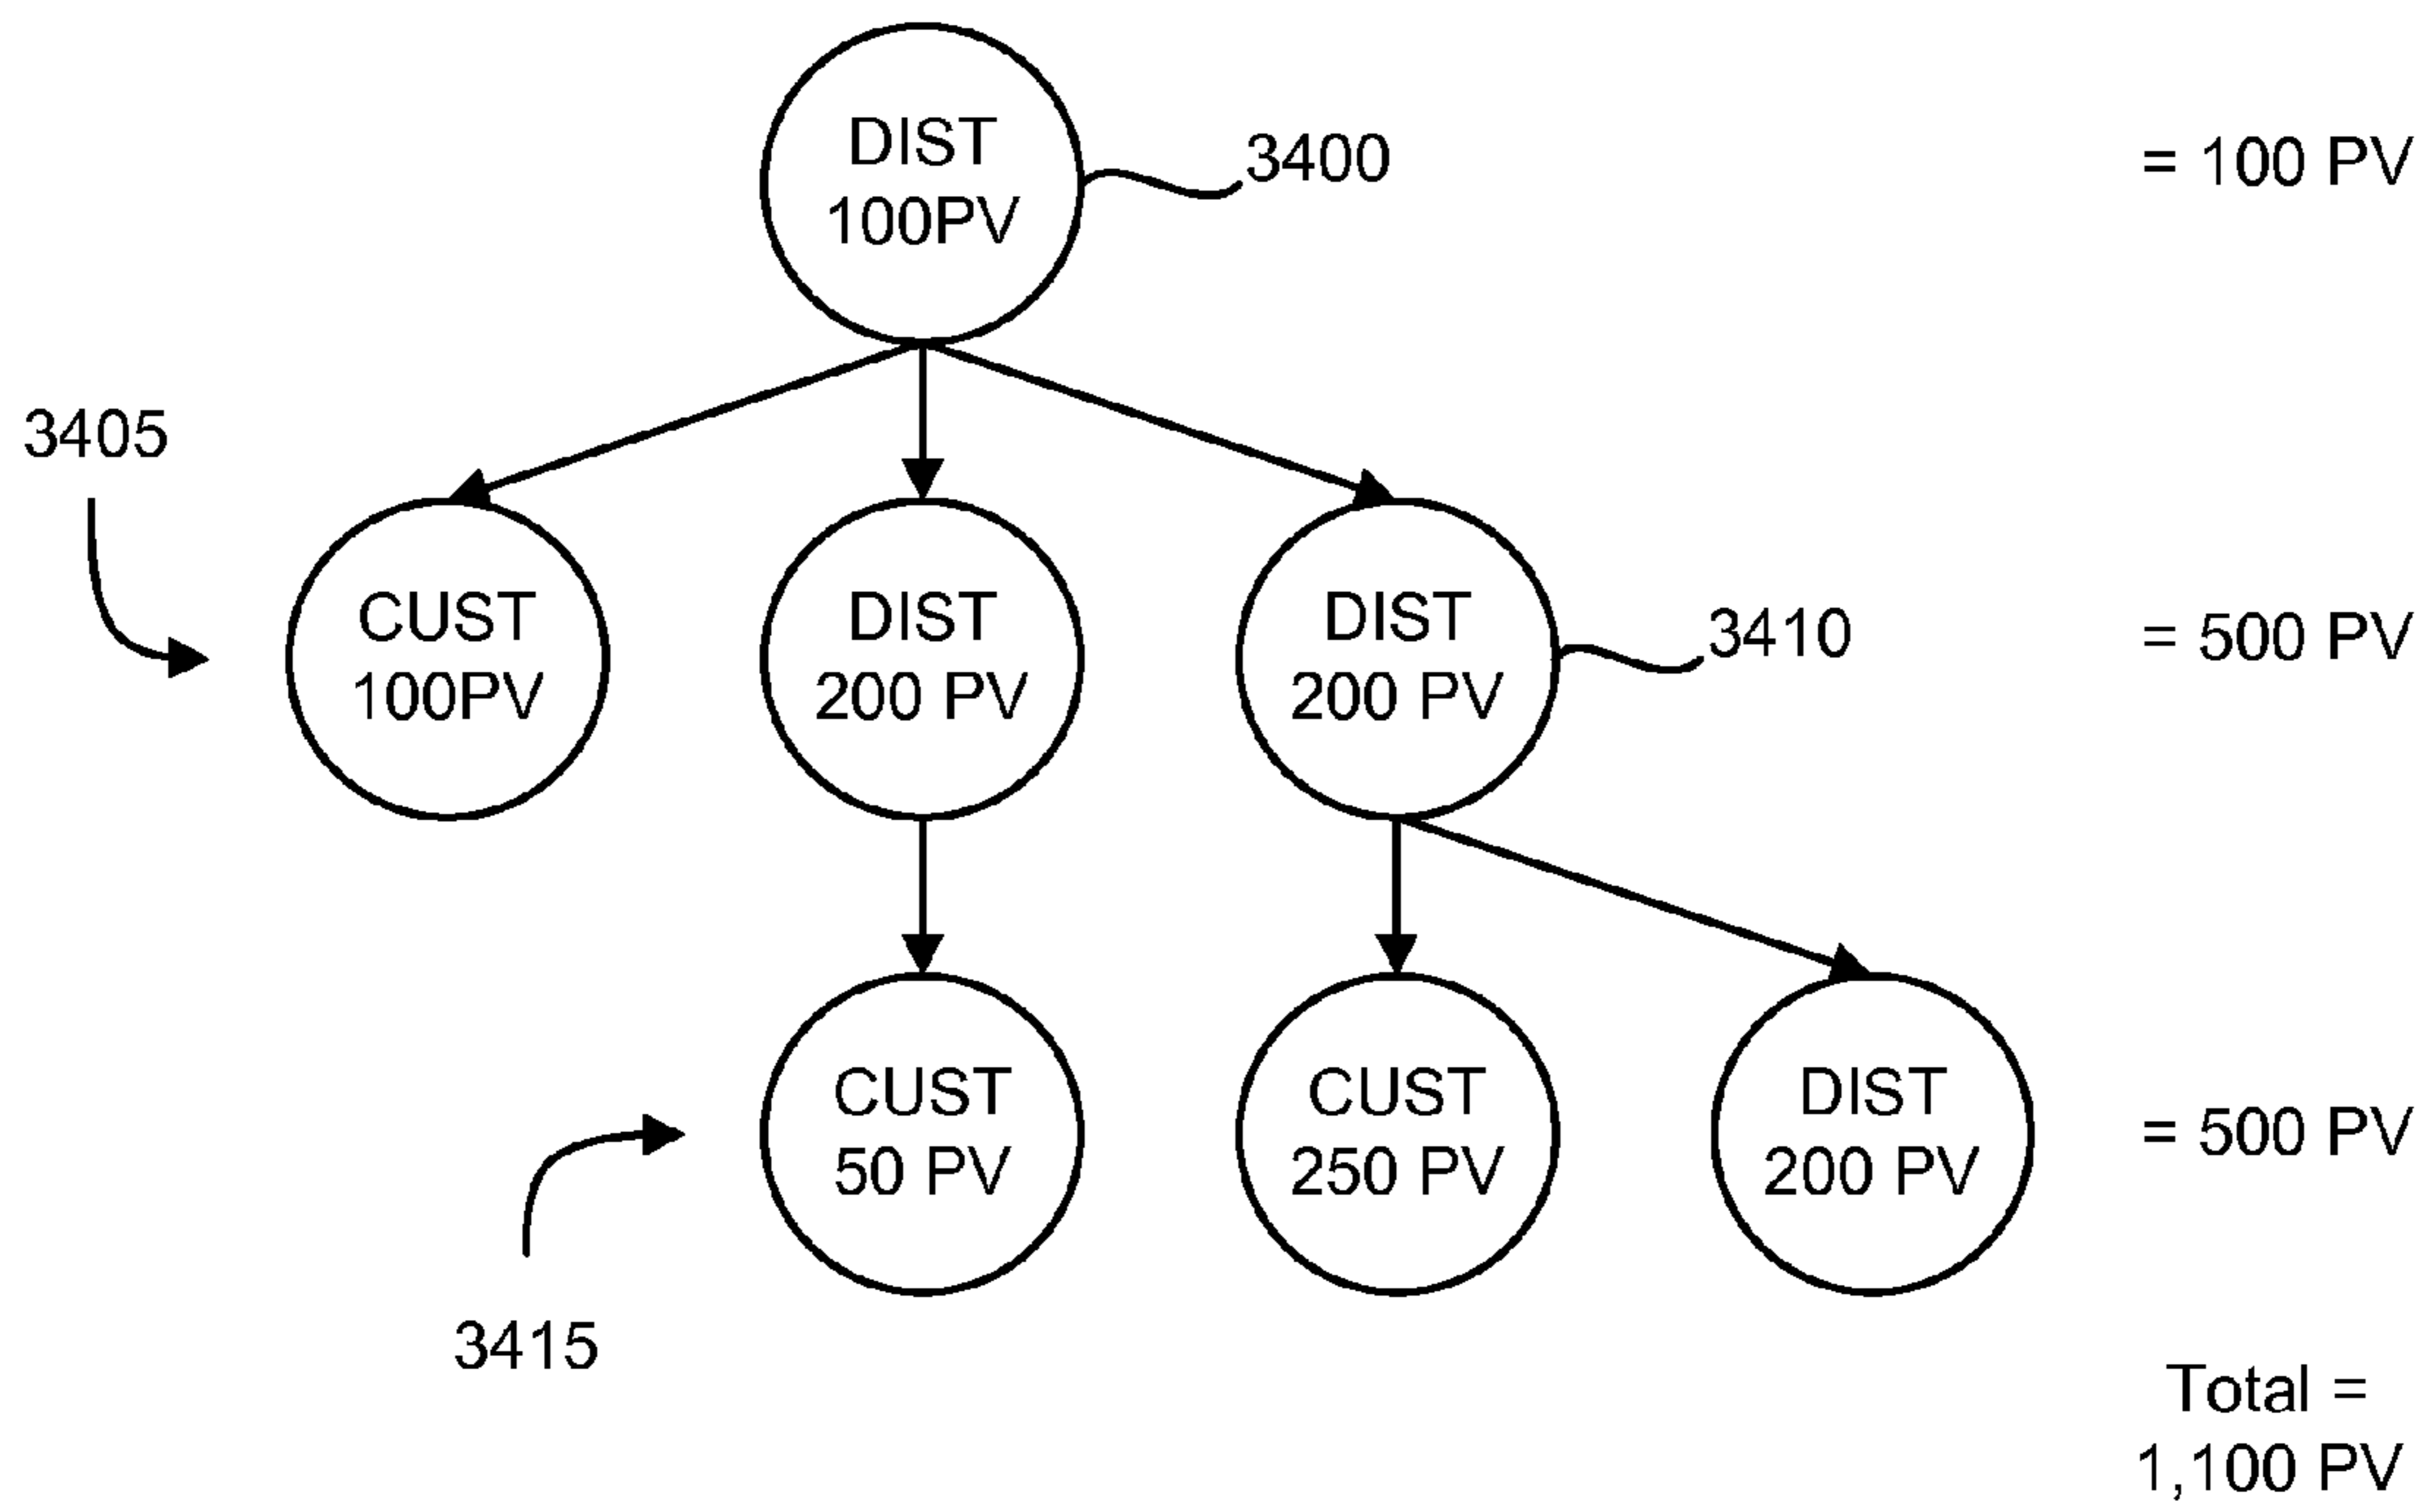 DIST
100PV
3400
= 100 PV
3405
CUST
100PV
DIST
200 PV
DIST
200 PV
3410
= 500 PV
CUST
50 PV
CUST
250 PV
DIST
200 PV
= 500 PV
3415
Total =
1,100 PV